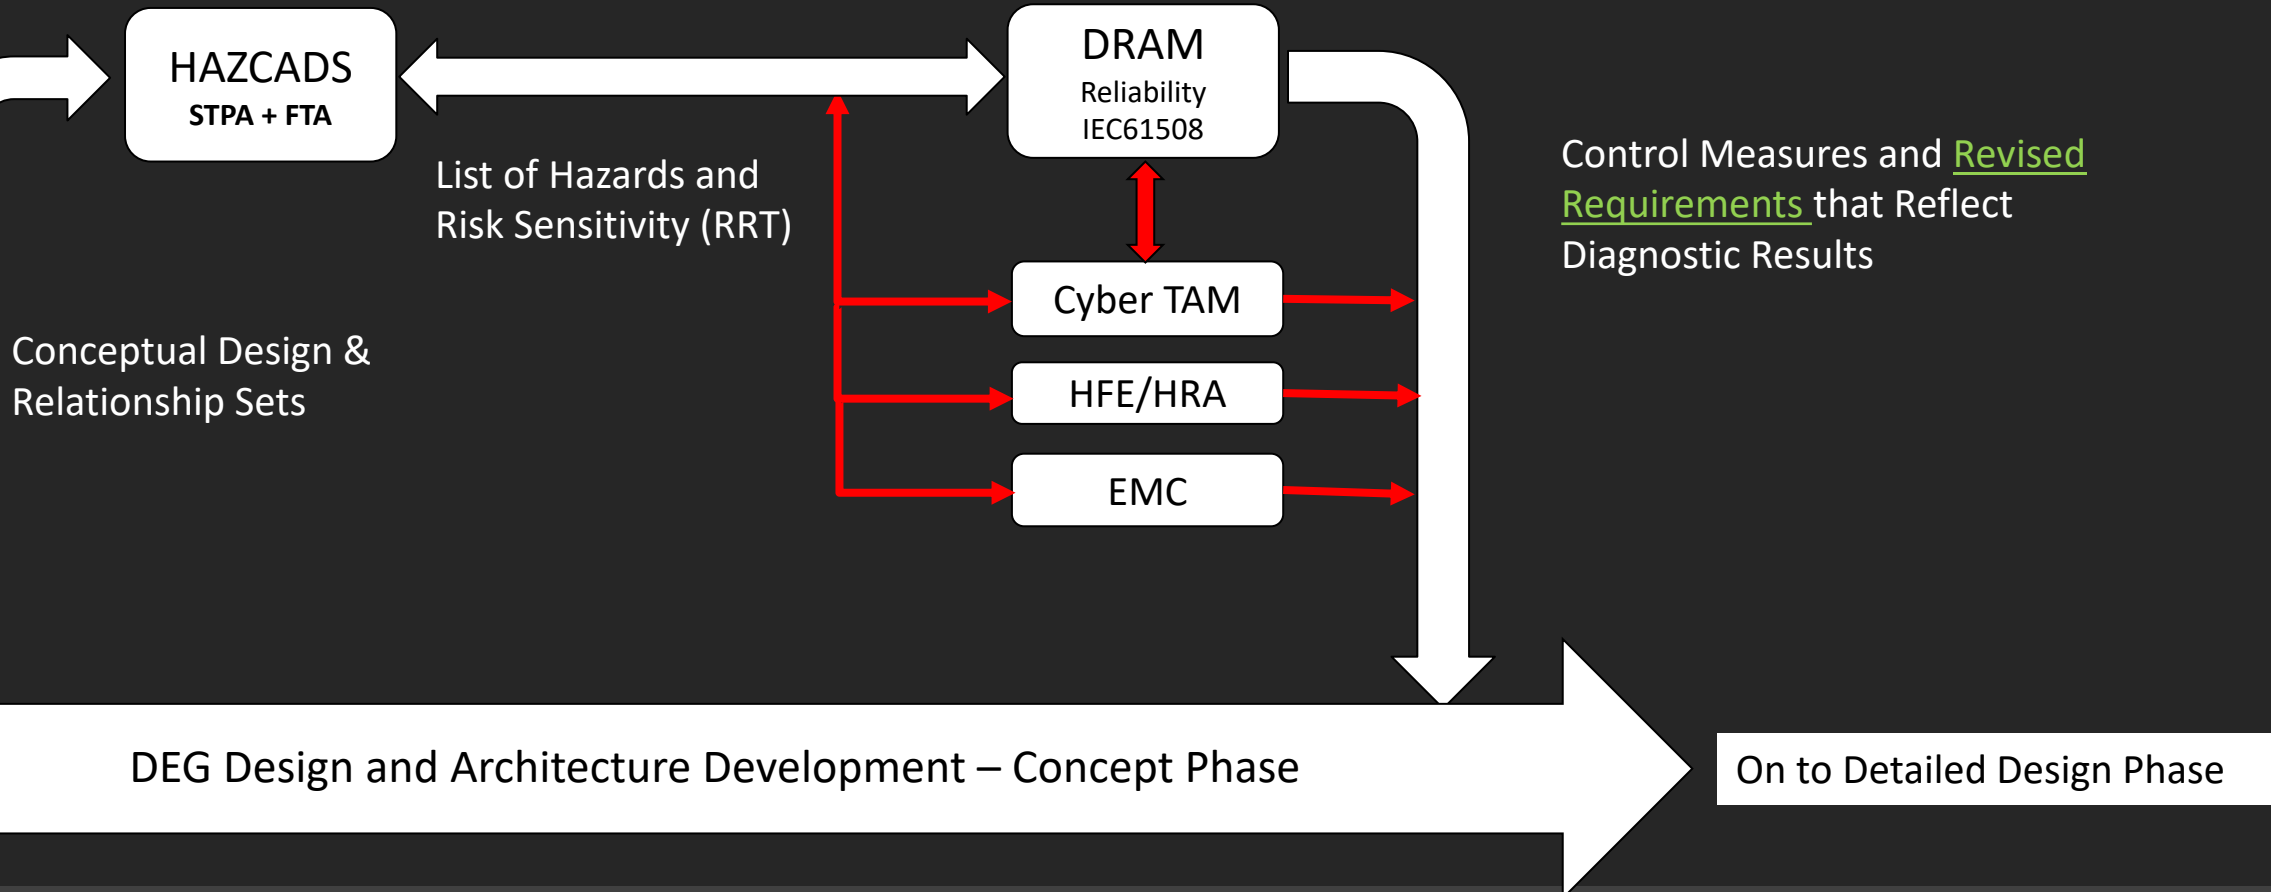 HAZCADS
STPA + FTA
DRAM
Reliability
IEC61508
List of Hazards and
Risk Sensitivity (RRT)
Control Measures and Revised
Requirements that Reflect
Diagnostic Results
Cyber TAM
Conceptual Design &
Relationship Sets
HFE/HRA
EMC
DEG Design and Architecture Development – Concept Phase
On to Detailed Design Phase